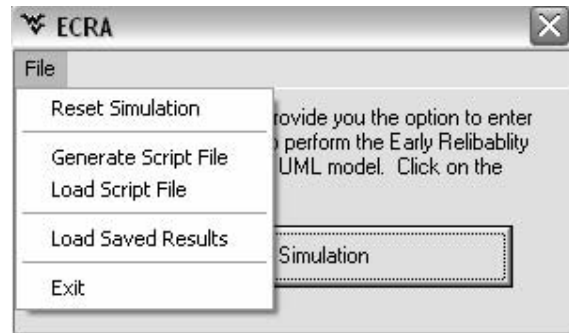 ECRA
File
Reset Simulation
rovide you the option to enter
Generate Script File
perform the Early Relibablity
Load Script File
UML model. Click on the
Load Saved Results
Simulation
Exit